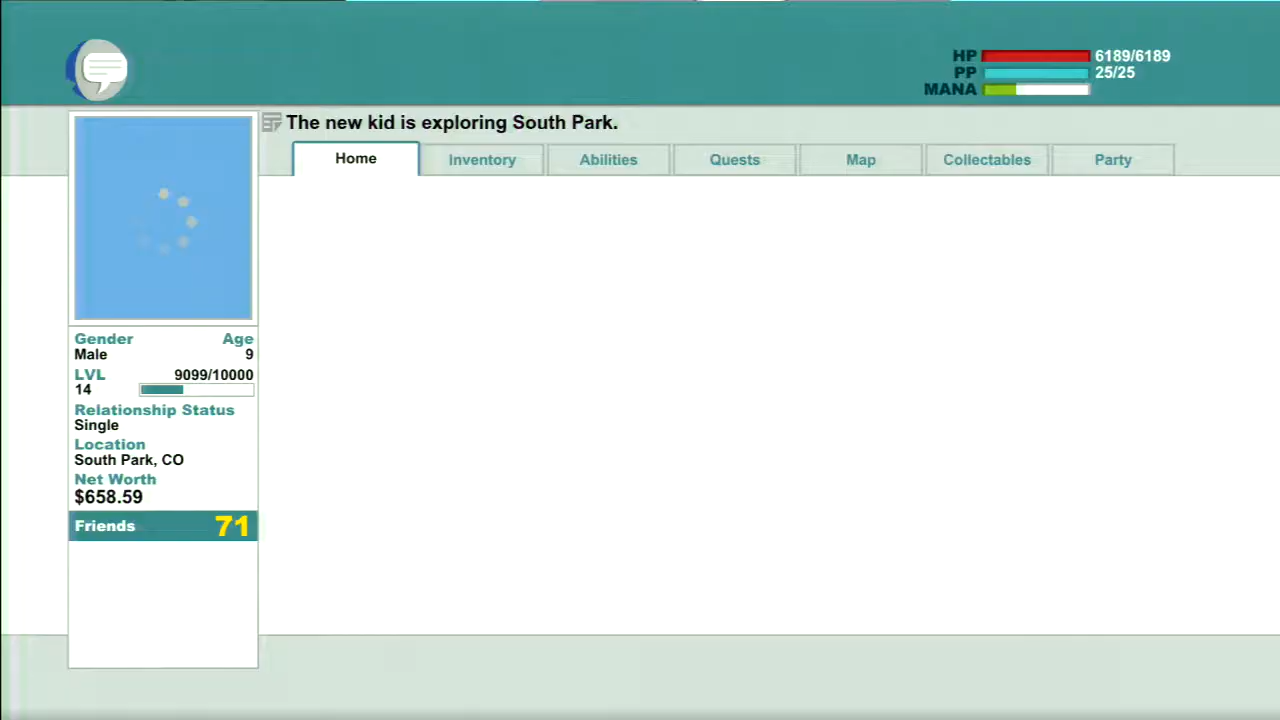 HP 6189/6189
PP 25/25
MANA
The new kid is exploring South Park.
Home Inventory Abilities Quests Map Collectables Party
Gender Age
Male 9
LVL 9099/10000
14
Relationship Status
Single
Location
South Park, CO
Net Worth
$658.59
Friends 71